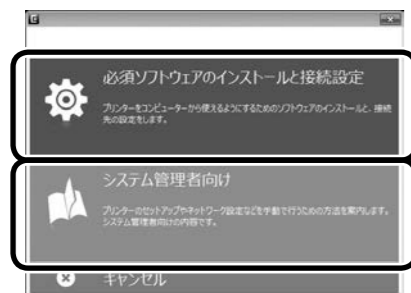 必須ソフトウェアのインストールと接続設定
プリンターをコンピューターから使えるようにするためのソフトウェアのインストールと、接続
先の設定をします。
システム管理者向け
プリンターのセットアップやネットワーク設定などを手動で行うための方法を案内します。
システム管理者向けの内容です。
キャンセル